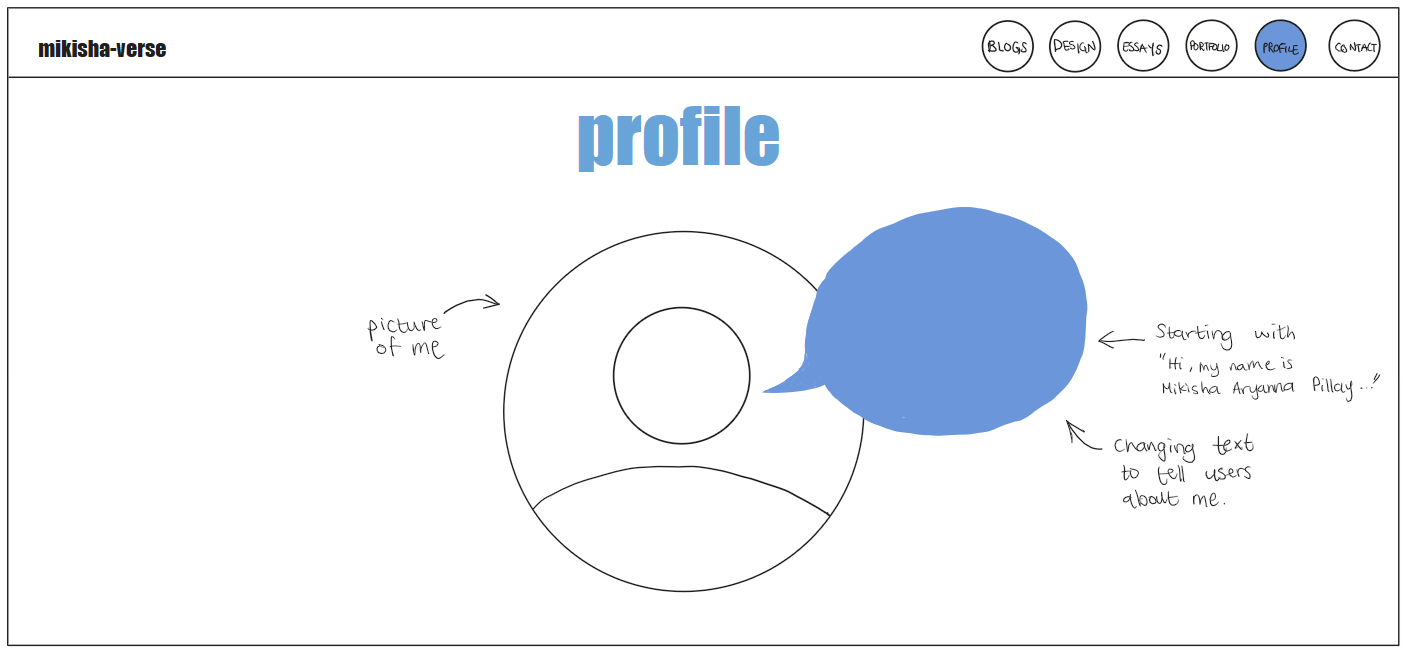 mikisha-verse
BLOGS
DESIGN
ESSAYS
PORTFOLIO
PROFILE
CONTACT
profile
picture
of me
Starting with
"Hi, my name is
Mikisha Aryanna Pillay..."
Changing text
to tell users
about me.